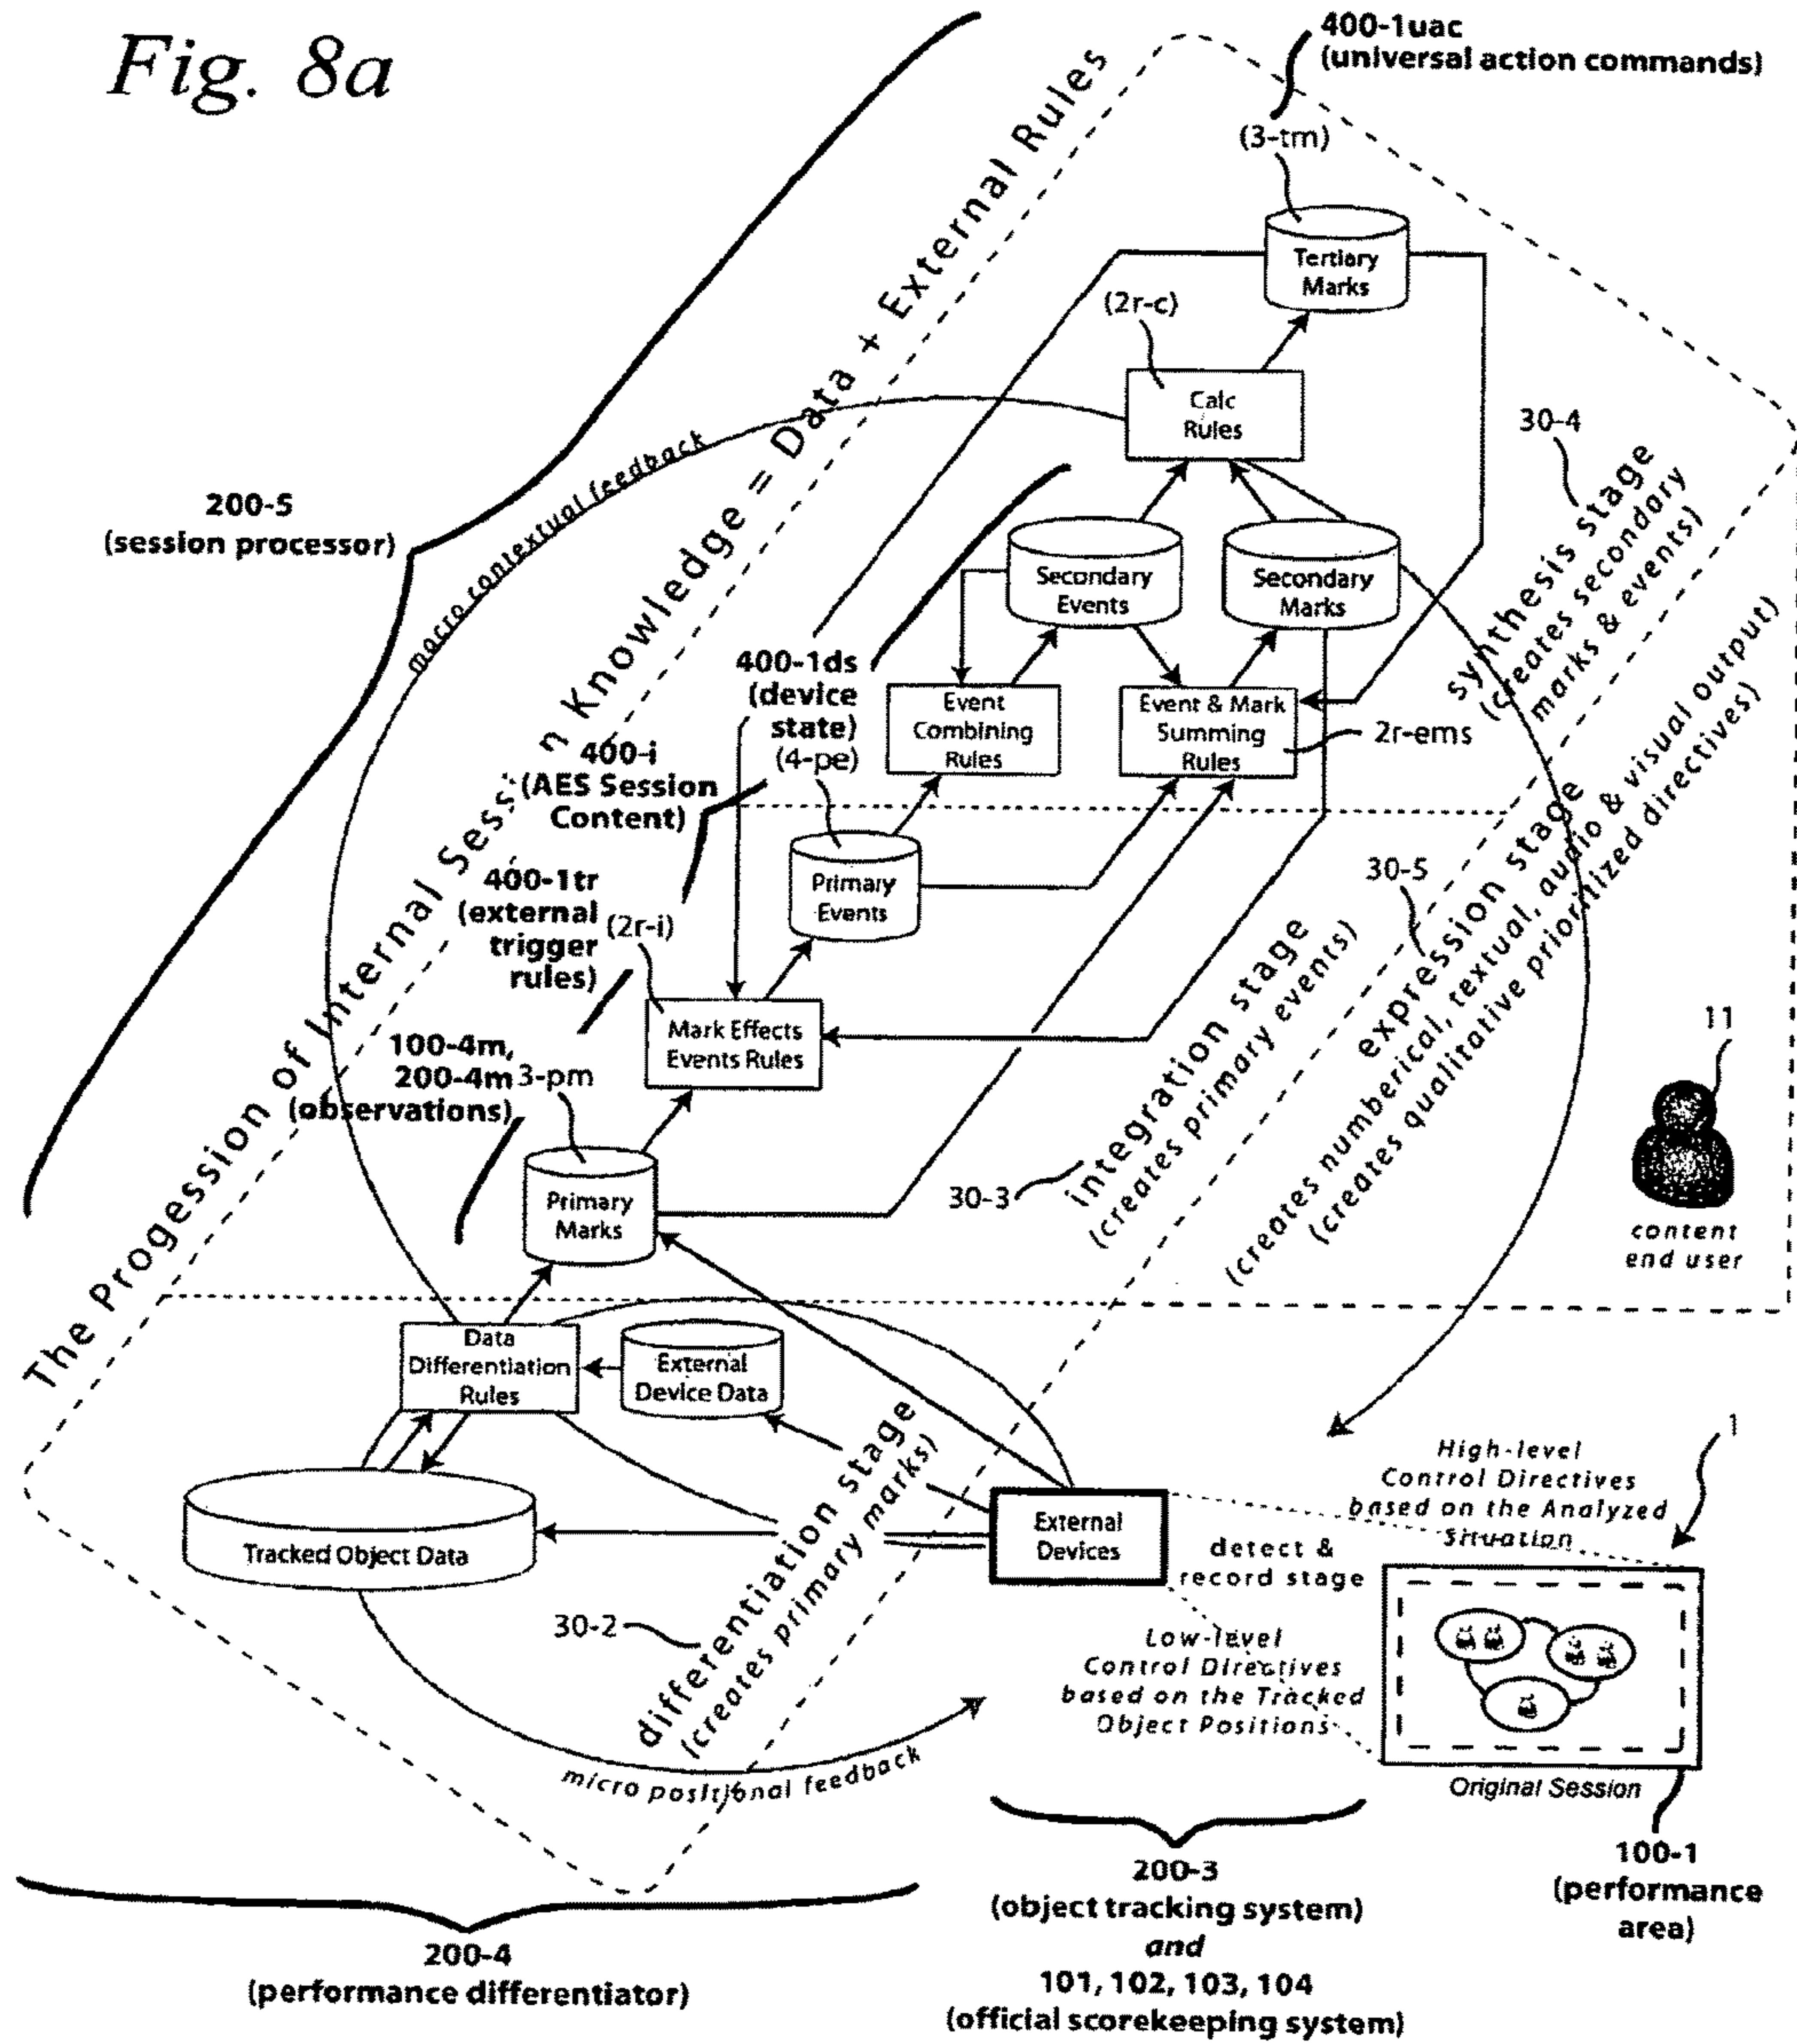 Fig. 8a
400-1uac
(universal action commands)
(3-tm)
Tertiary
Marks
(2r-c)
Calc
Rules
30-4
synthesis stage
(creates secondary
marks & events)
The Progession of Internal Session Knowledge = Data + External Rules
macro contextual feedback
200-5
(session processor)
Secondary
Events
Secondary
Marks
400-1ds
(device
state)
(4-pe)
Event
Combining
Rules
Event & Mark
Summing
Rules
2r-ems
400-i
(AES Session
Content)
Primary
Events
30-5
expression stage
(creates numberical, textual, audio & visual output)
(creates qualitative prioritized directives)
400-1tr
(external
trigger
rules)
(2r-i)
Mark Effects
Events Rules
integration stage
(creates primary events)
30-3
11
content
end user
100-4m,
200-4m
(observations)
3-pm
Primary
Marks
Data
Differentiation
Rules
External
Device Data
Tracked Object Data
differentiation stage
(creates primary marks)
30-2
External
Devices
detect &
record stage
High-level
Control Directives
based on the Analyzed
Situation
1
Low-level
Control Directives
based on the Tracked
Object Positions
micro positional feedback
Original Session
100-1
(performance
area)
200-3
(object tracking system)
and
101, 102, 103, 104
(official scorekeeping system)
200-4
(performance differentiator)